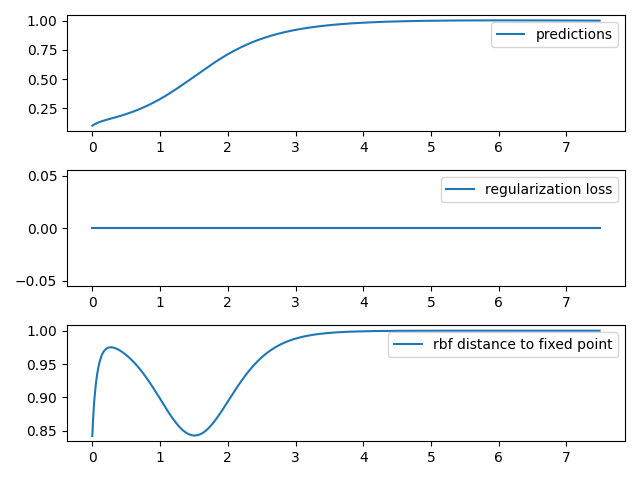 1.00
0.75
0.50
0.25
predictions
0 1 2 3 4 5 6 7
0.05
0.00
−0.05
regularization loss
0 1 2 3 4 5 6 7
1.00
0.95
0.90
0.85
rbf distance to fixed point
0 1 2 3 4 5 6 7